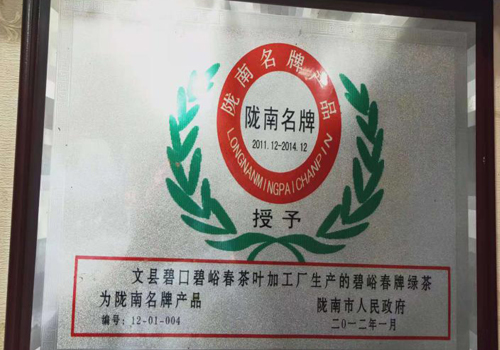 陇南名牌产品
陇南名牌
2011.12-2014.12
LONGNANMINGPAICHANPIN
授予
文县碧口碧峪春茶叶加工厂生产的碧峪春牌绿茶
为陇南名牌产品 陇南市人民政府
编号：12-01-004 二〇一二年一月